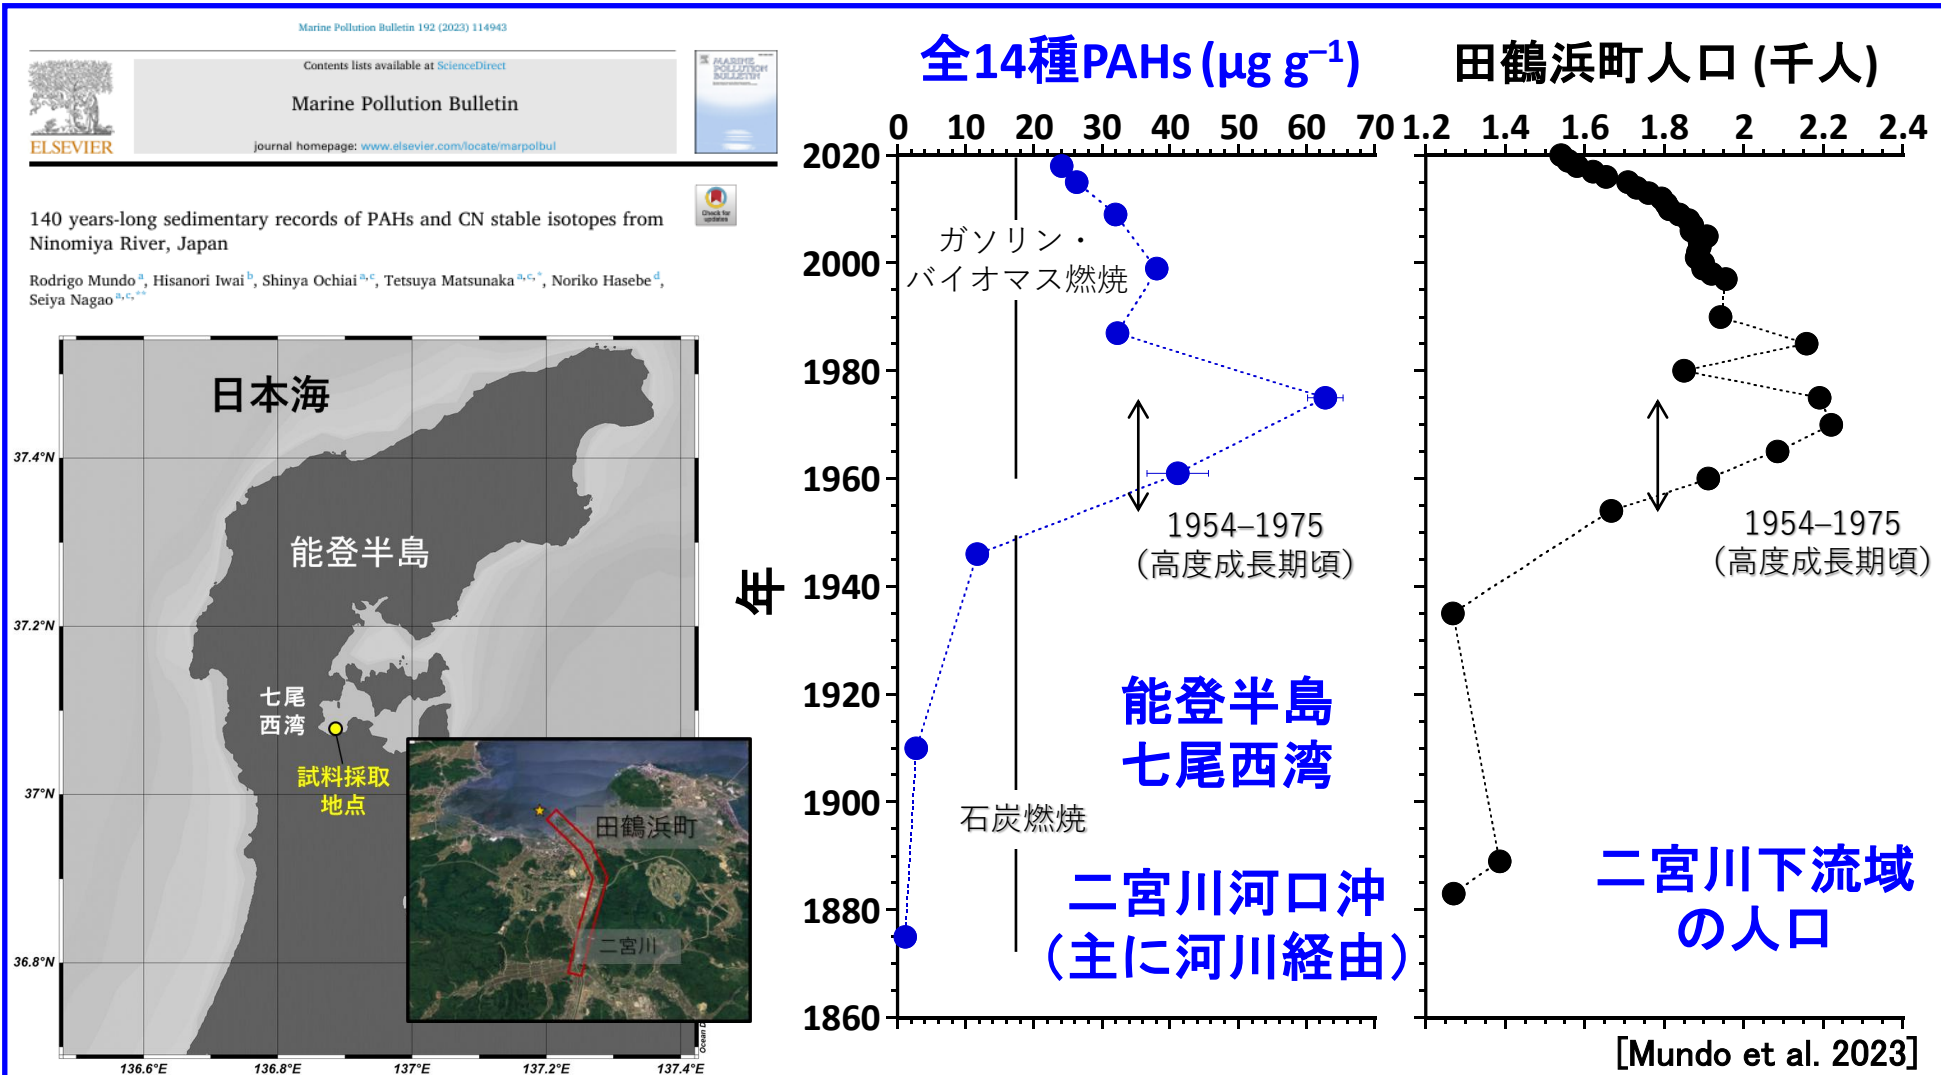 Marine Pollution Bulletin 192 (2023) 114943
Contents lists available at ScienceDirect
Marine Pollution Bulletin
journal homepage: www.elsevier.com/locate/marpolbul
ELSEVIER
MARINE
POLLUTION
BULLETIN
Check for
updates
140 years-long sedimentary records of PAHs and CN stable isotopes from
Ninomiya River, Japan
Rodrigo Mundo a, Hisanori Iwai b, Shinya Ochiai a,c, Tetsuya Matsunaka a,c,*, Noriko Hasebe d,
Seiya Nagao a,c,**
日本海
能登半島
七尾
西湾
試料採取
地点
37.4°N
37.2°N
37°N
36.8°N
136.6°E
136.8°E
137°E
137.2°E
137.4°E
田鶴浜町
二宮川
全14種PAHs (µg g–1)
0 10 20 30 40 50 60 70
年
2020
2000
1980
1960
1940
1920
1900
1880
1860
ガソリン・
バイオマス燃焼
1954–1975
(高度成長期頃)
能登半島
七尾西湾
石炭燃焼
二宮川河口沖
(主に河川経由)
田鶴浜町人口 (千人)
1.2 1.4 1.6 1.8 2 2.2 2.4
1954–1975
(高度成長期頃)
二宮川下流域
の人口
[Mundo et al. 2023]